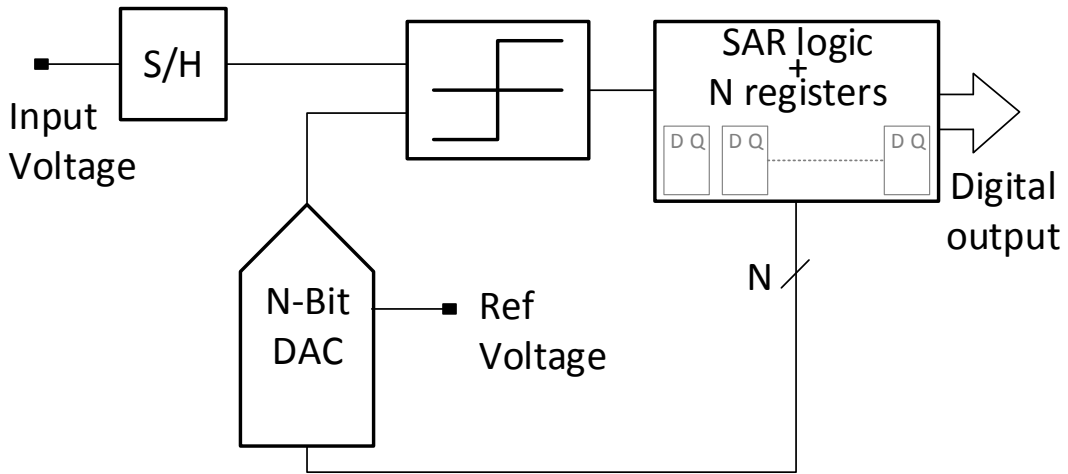 S/H
Input
Voltage
SAR logic
+
N registers
D Q
D Q
D Q
Digital
output
N
N-Bit
DAC
Ref
Voltage